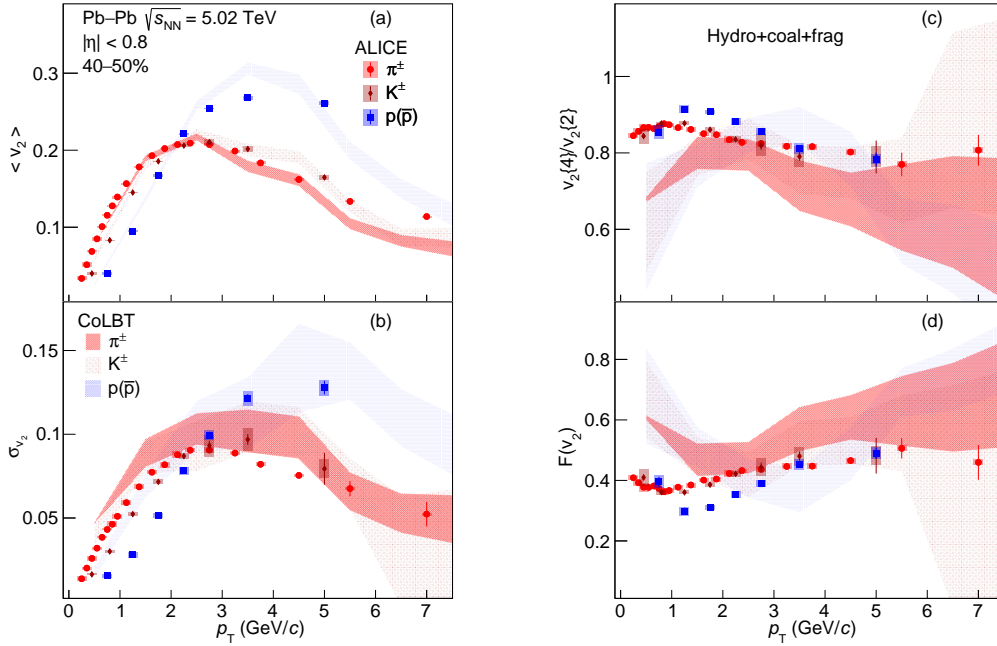 Pb–Pb √s_NN = 5.02 TeV
|η| < 0.8
40–50%
(a)
ALICE
π±
K±
p(p̅)
0.3
0.2
0.1
< v₂ >
CoLBT
π±
K±
p(p̅)
(b)
0.15
0.1
0.05
σ_v₂
0 1 2 3 4 5 6 7
p_T (GeV/c)
Hydro+coal+frag
(c)
1
0.8
0.6
v₂{4}/v₂{2}
(d)
0.8
0.6
0.4
0.2
F(v₂)
0 1 2 3 4 5 6 7
p_T (GeV/c)